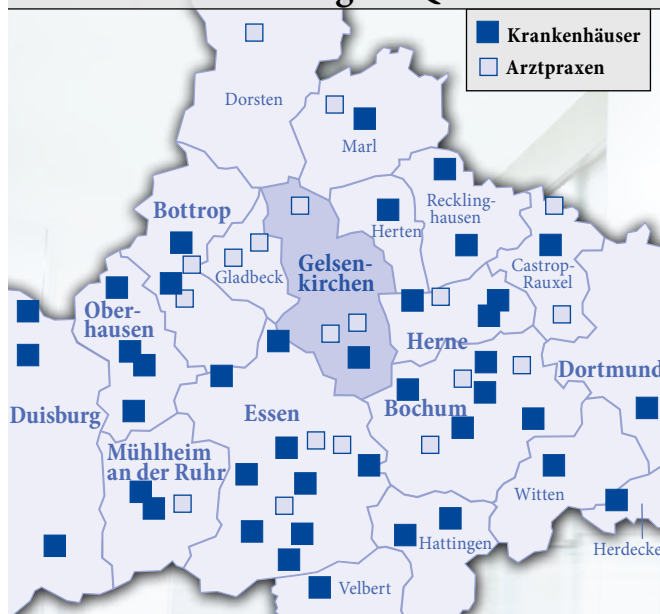 Krankenhäuser
Arztpraxen
Dorsten
Marl
Reckling-
hausen
Bottrop
Herten
Gladbeck
Gelsen-
kirchen
Castrop-
Rauxel
Ober-
hausen
Herne
Dortmund
Duisburg
Essen
Bochum
Mühlheim
an der Ruhr
Witten
Hattingen
Herdecke
Velbert